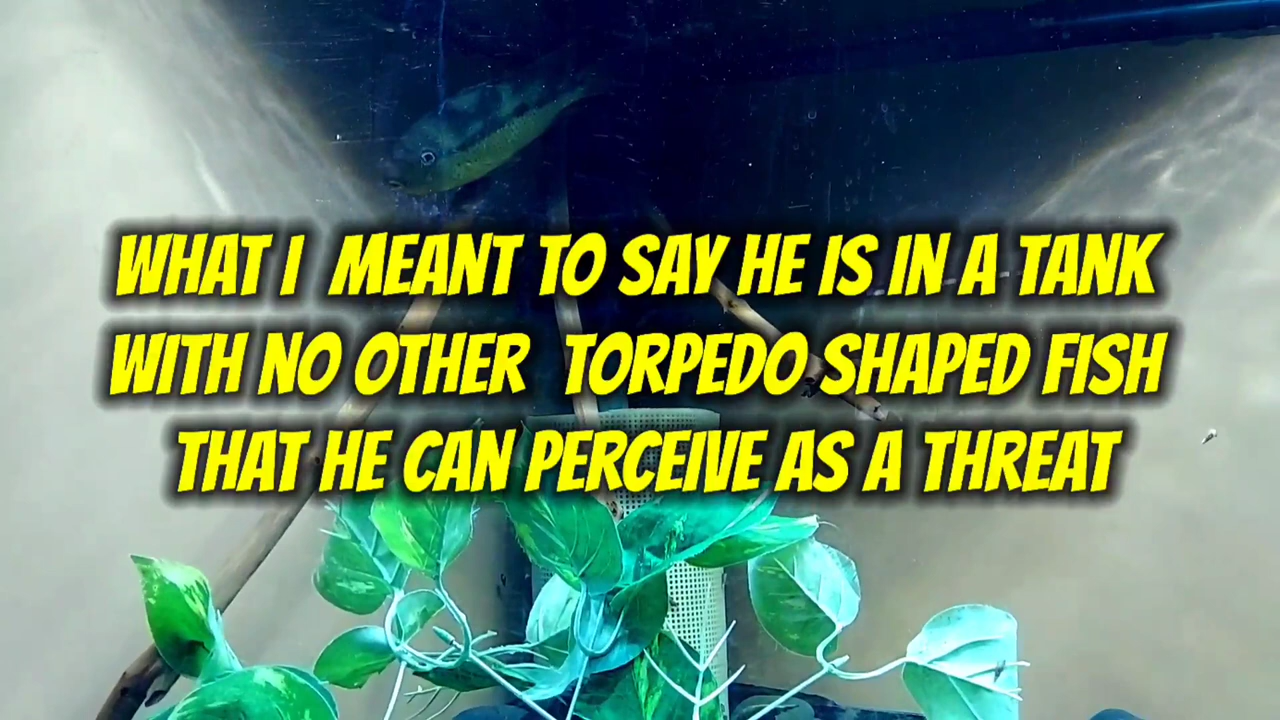 WHAT I MEANT TO SAY HE IS IN A TANK
WITH NO OTHER TORPEDO SHAPED FISH
THAT HE CAN PERCEIVE AS A THREAT